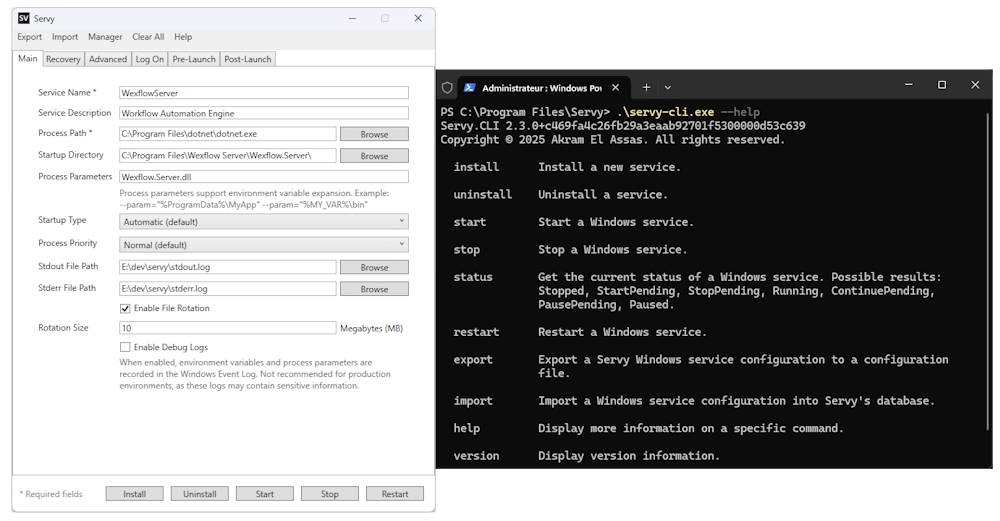 SV Servy
Export Import Manager Clear All Help
Main Recovery Advanced Log On Pre-Launch Post-Launch
Service Name * WexflowServer
Service Description Workflow Automation Engine
Process Path * C:\Program Files\dotnet\dotnet.exe Browse
Startup Directory C:\Program Files\Wexflow Server\Wexflow.Server\ Browse
Process Parameters Wexflow.Server.dll
Process parameters support environment variable expansion. Example:
--param="%ProgramData%\MyApp" --param="%MY_VAR%\bin"
Startup Type Automatic (default)
Process Priority Normal (default)
Stdout File Path E:\dev\servy\stdout.log Browse
Stderr File Path E:\dev\servy\stderr.log Browse
Enable File Rotation
Rotation Size 10 Megabytes (MB)
Enable Debug Logs
When enabled, environment variables and process parameters are
recorded in the Windows Event Log. Not recommended for production
environments, as these logs may contain sensitive information.
* Required fields Install Uninstall Start Stop Restart
Administrateur : Windows Pow
PS C:\Program Files\Servy> .\servy-cli.exe --help
Servy.CLI 2.3.0+c469fa4c26fb29a3eaab92701f5300000d53c639
Copyright © 2025 Akram El Assas. All rights reserved.
install Install a new service.
uninstall Uninstall a service.
start Start a Windows service.
stop Stop a Windows service.
status Get the current status of a Windows service. Possible results:
Stopped, StartPending, StopPending, Running, ContinuePending,
PausePending, Paused.
restart Restart a Windows service.
export Export a Servy Windows service configuration to a configuration
file.
import Import a Windows service configuration into Servy's database.
help Display more information on a specific command.
version Display version information.